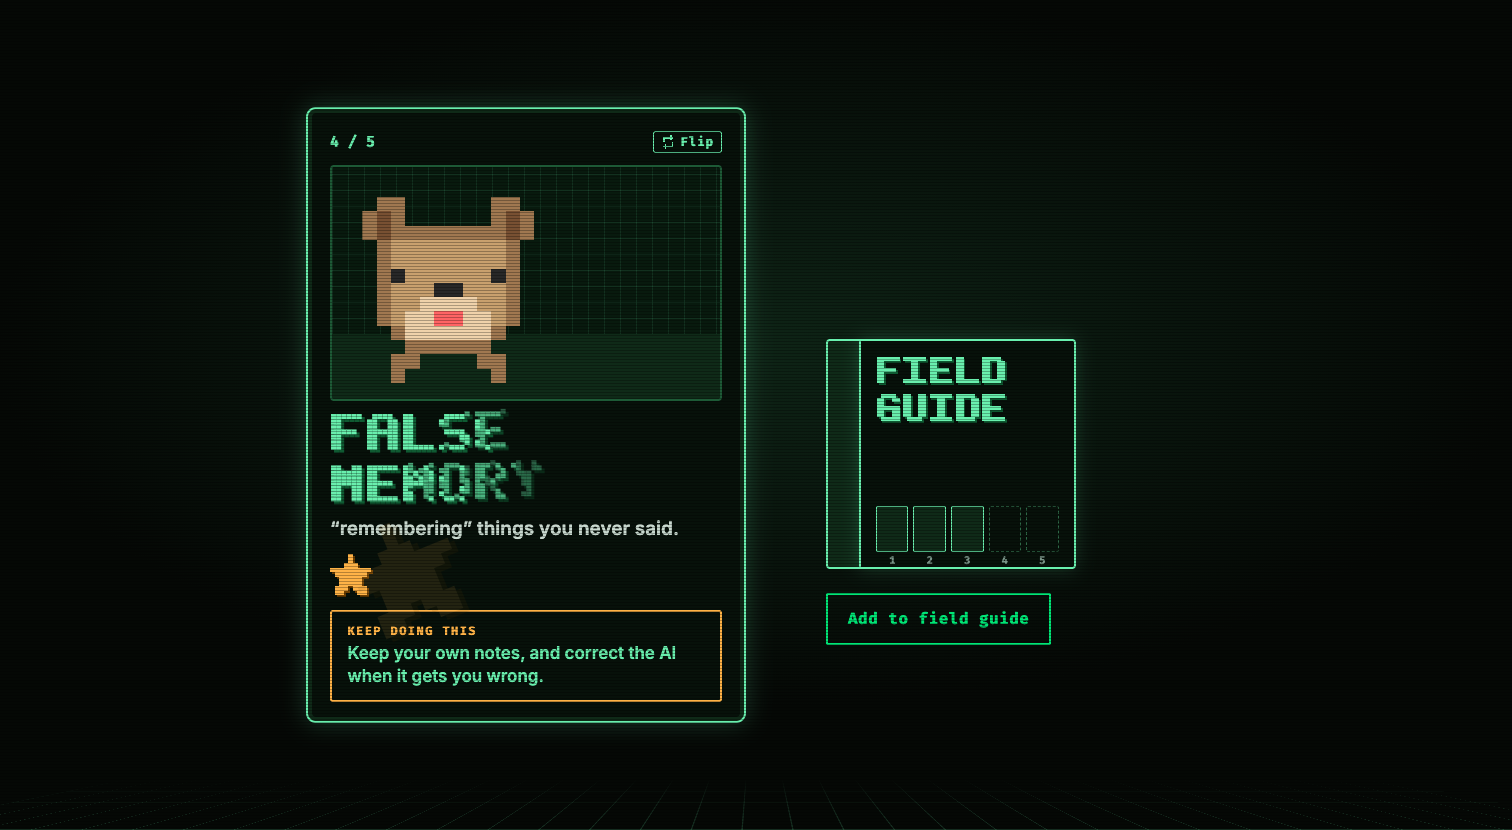 4 / 5
Flip
FALSE
MEMORY
“remembering” things you never said.
KEEP DOING THIS
Keep your own notes, and correct the AI
when it gets you wrong.
FIELD
GUIDE
1 2 3 4 5
Add to field guide